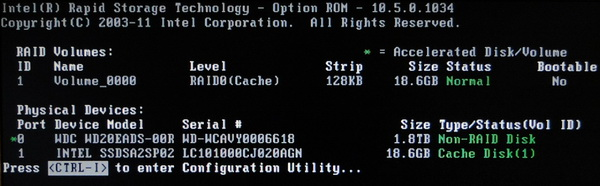 Intel(R) Rapid Storage Technology - Option ROM - 10.5.0.1034
Copyright(C) 2003-11 Intel Corporation. All Rights Reserved.
RAID Volumes: * = Accelerated Disk/Volume
ID Name Level Strip Size Status Bootable
1 Volume_0000 RAID0(Cache) 128KB 18.6GB Normal No
Physical Devices:
Port Device Model Serial # Size Type/Status(Vol ID)
*0 WDC WD20EADS-00R WD-WCAVY0006618 1.8TB Non-RAID Disk
1 INTEL SSDSA2SP02 LC101000CJ020AGN 18.6GB Cache Disk(1)
Press <CTRL-I> to enter Configuration Utility...